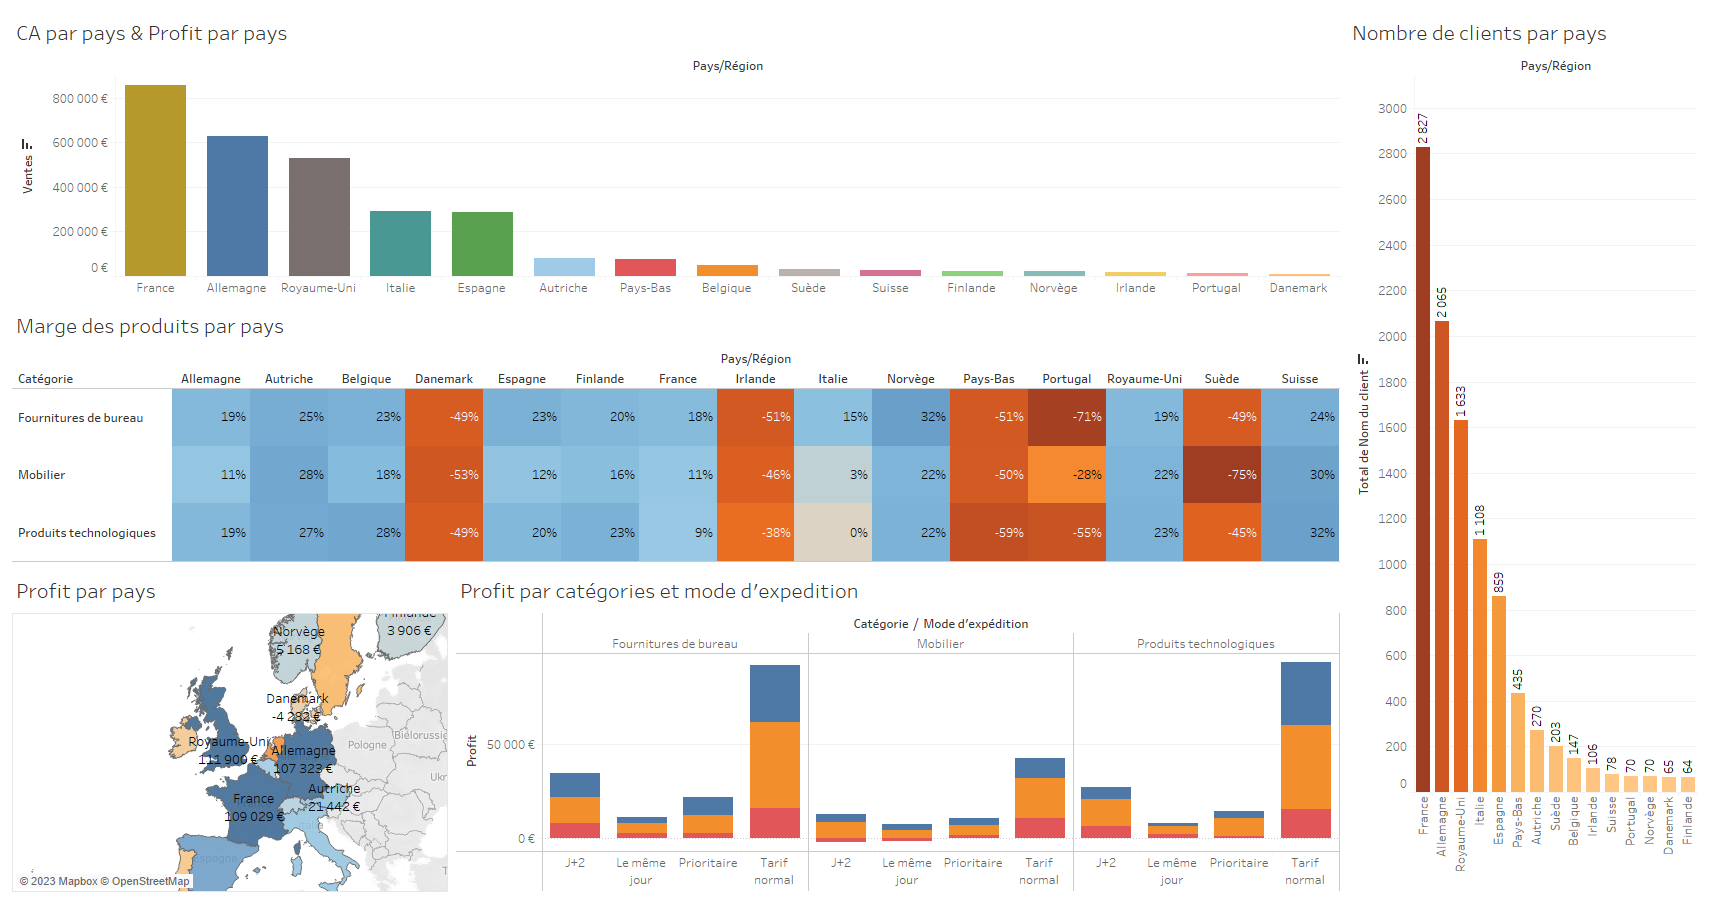 CA par pays & Profit par pays
Pays/Région
Ventes
800 000 €
600 000 €
400 000 €
200 000 €
0 €
France Allemagne Royaume-Uni Italie Espagne Autriche Pays-Bas Belgique Suède Suisse Finlande Norvège Irlande Portugal Danemark
Marge des produits par pays
Pays/Région
Catégorie Allemagne Autriche Belgique Danemark Espagne Finlande France Irlande Italie Norvège Pays-Bas Portugal Royaume-Uni Suède Suisse
Fournitures de bureau 19% 25% 23% -49% 23% 20% 18% -51% 15% 32% -51% -71% 19% -49% 24%
Mobilier 11% 28% 18% -53% 12% 16% 11% -46% 3% 22% -50% -28% 22% -75% 30%
Produits technologiques 19% 27% 28% -49% 20% 23% 9% -38% 0% 22% -59% -55% 23% -45% 32%
Profit par pays
Finlande
3 906 €
Norvège
5 168 €
Danemark
-4 282 €
Royaume-Uni
111 900 €
Allemagne
107 323 €
Pologne
Biélorussie
Ukr
Autriche
21 442 €
France
109 029 €
Italie
Espagne
T
© 2023 Mapbox © OpenStreetMap
Profit par catégories et mode d'expedition
Catégorie / Mode d'expédition
Fournitures de bureau Mobilier Produits technologiques
Profit
50 000 €
0 €
J+2 Le même jour Prioritaire Tarif normal J+2 Le même jour Prioritaire Tarif normal J+2 Le même jour Prioritaire Tarif normal
Nombre de clients par pays
Pays/Région
Total de Nom du client
3000
2800
2600
2400
2200
2000
1800
1600
1400
1200
1000
800
600
400
200
0
2 827
2 065
1 633
1 108
859
435
270
203
147
106
78
70
70
65
64
France
Allemagne
Royaume-Uni
Italie
Espagne
Pays-Bas
Autriche
Suède
Belgique
Irlande
Suisse
Portugal
Norvège
Danemark
Finlande